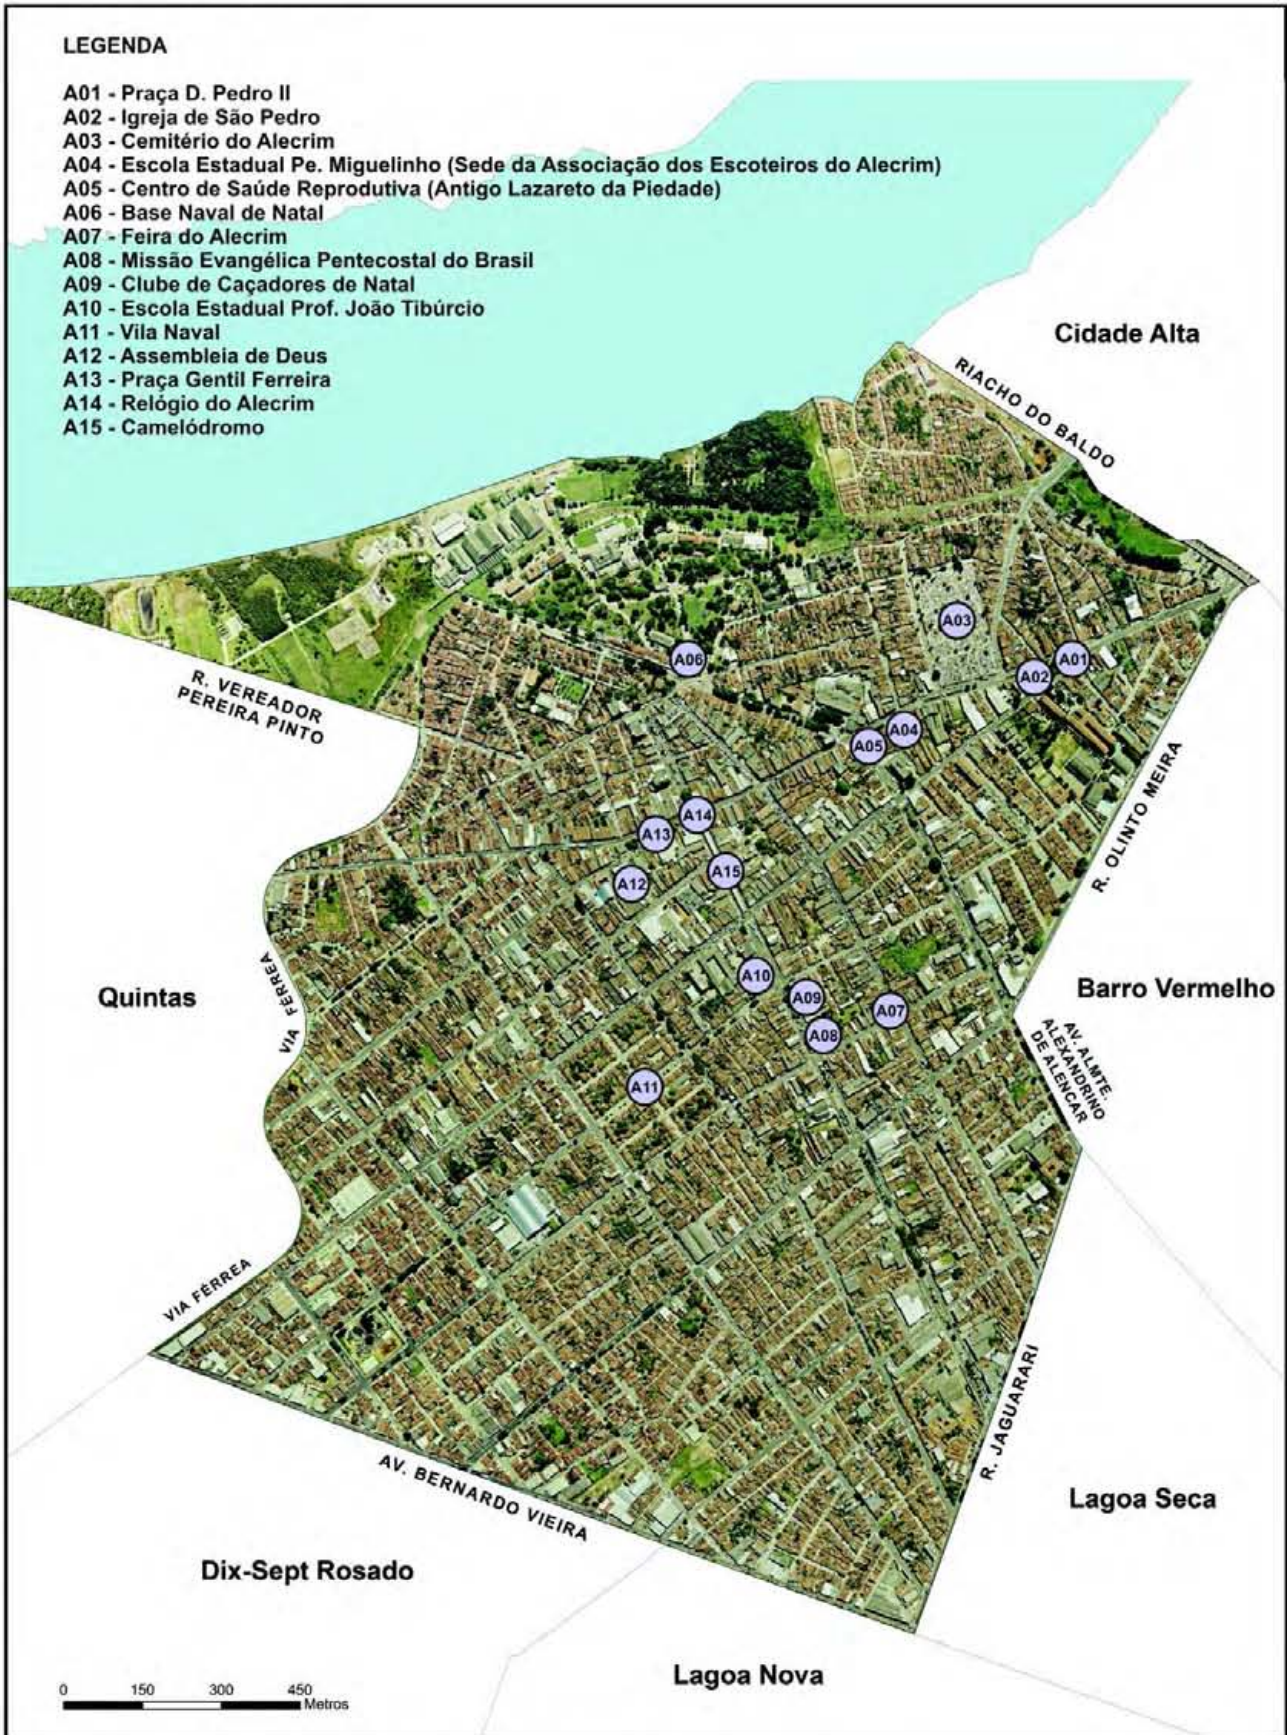 LEGENDA
A01 - Praça D. Pedro II
A02 - Igreja de São Pedro
A03 - Cemitério do Alecrim
A04 - Escola Estadual Pe. Miguelinho (Sede da Associação dos Escoteiros do Alecrim)
A05 - Centro de Saúde Reprodutiva (Antigo Lazareto da Piedade)
A06 - Base Naval de Natal
A07 - Feira do Alecrim
A08 - Missão Evangélica Pentecostal do Brasil
A09 - Clube de Caçadores de Natal
A10 - Escola Estadual Prof. João Tibúrcio
A11 - Vila Naval
A12 - Assembleia de Deus
A13 - Praça Gentil Ferreira
A14 - Relógio do Alecrim
A15 - Camelódromo
Cidade Alta
RIACHO DO BALDO
A03
A06
A01
A02
R. VEREADOR
PEREIRA PINTO
A04
A05
R. OLINTO MEIRA
A14
A13
A15
A12
Quintas
VIA FÉRREA
A10
A09
A07
A08
Barro Vermelho
AV. ALMTE.
ALEXANDRINO
DE ALENCAR
A11
VIA FÉRREA
R. JAGUARARI
AV. BERNARDO VIEIRA
Lagoa Seca
Dix-Sept Rosado
Lagoa Nova
0 150 300 450
Metros